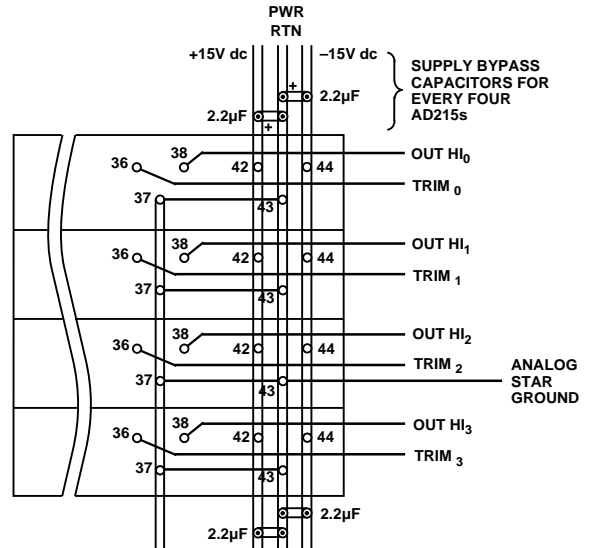 PWR
RTN
+15V dc
–15V dc
SUPPLY BYPASS
CAPACITORS FOR
EVERY FOUR
AD215s
+
2.2µF
2.2µF
+
36
38
42
44
OUT HI0
TRIM 0
37
43
36
38
42
44
OUT HI1
TRIM 1
37
43
36
38
42
44
OUT HI2
TRIM 2
37
43
ANALOG
STAR
GROUND
36
38
42
44
OUT HI3
TRIM 3
37
43
2.2µF
2.2µF